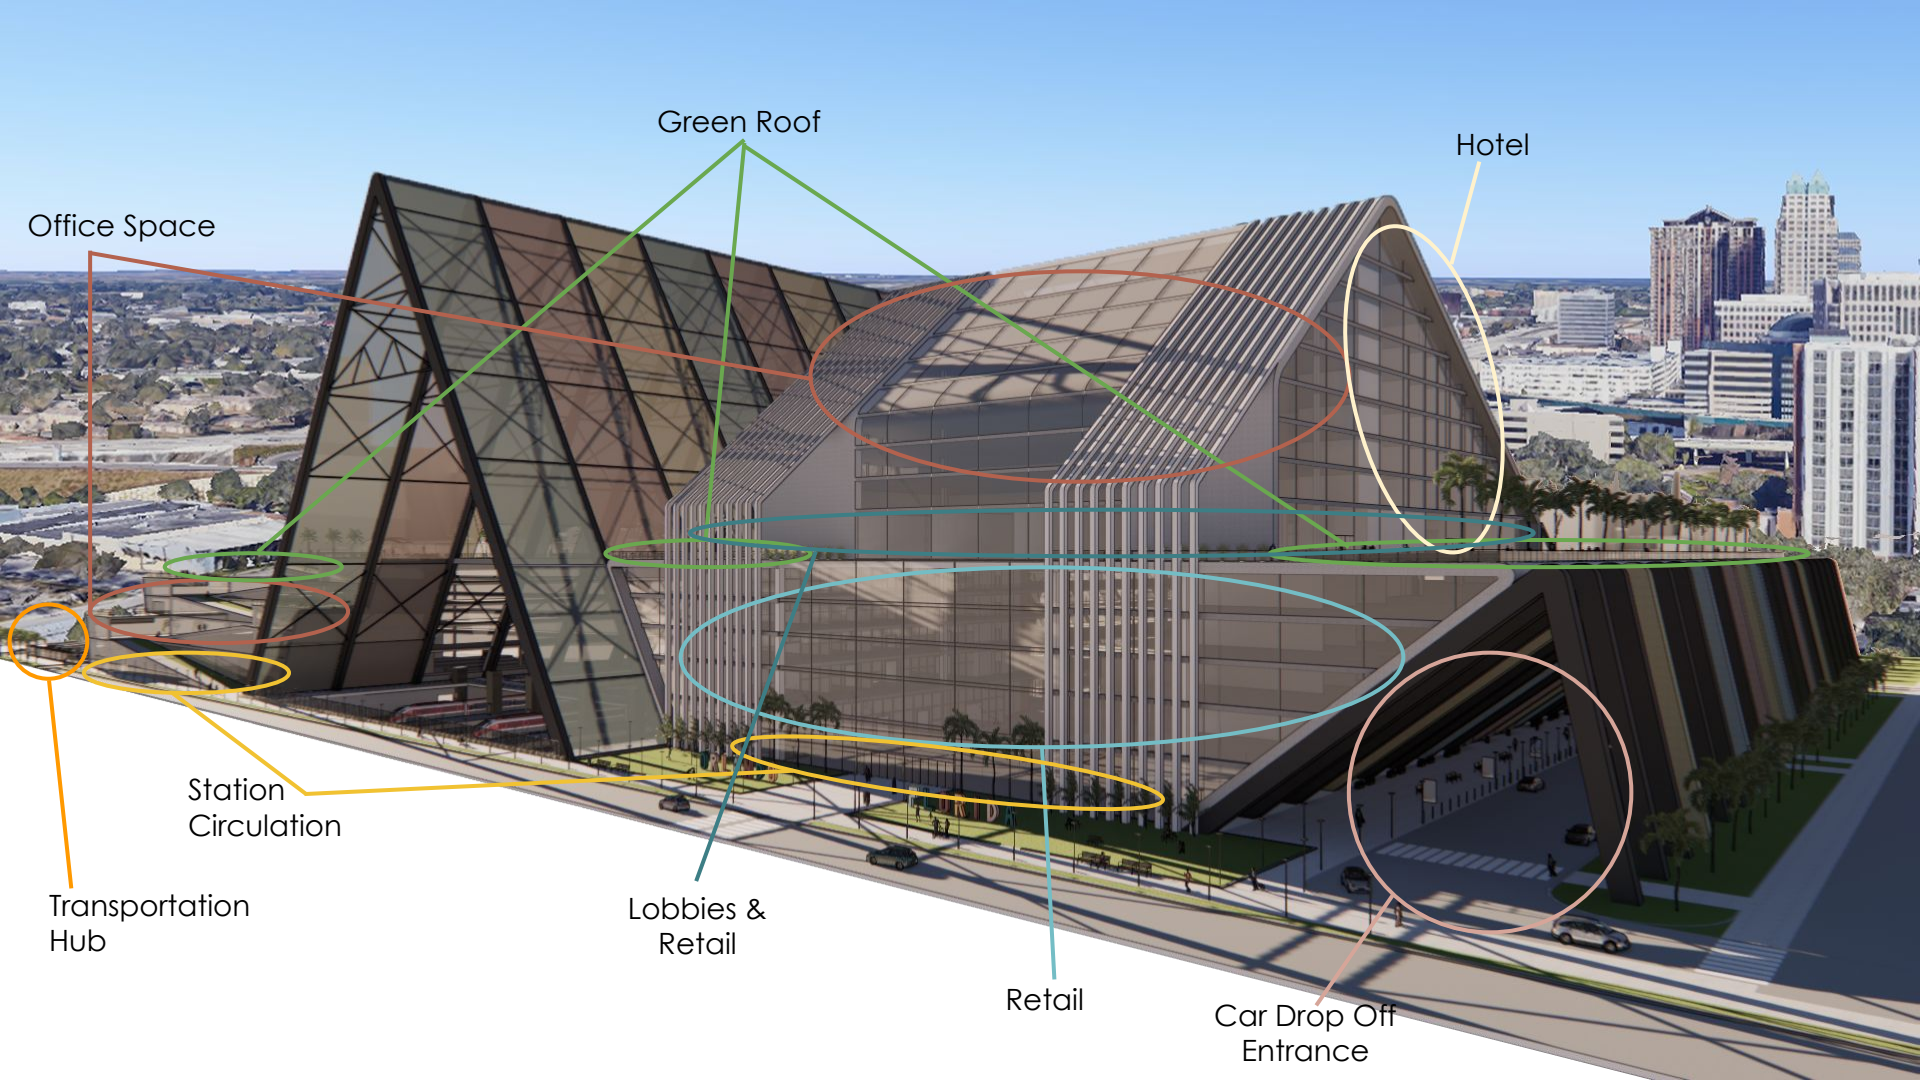 Green Roof
Hotel
Office Space
Station
Circulation
Transportation
Hub
Lobbies &
Retail
Retail
Car Drop Off
Entrance